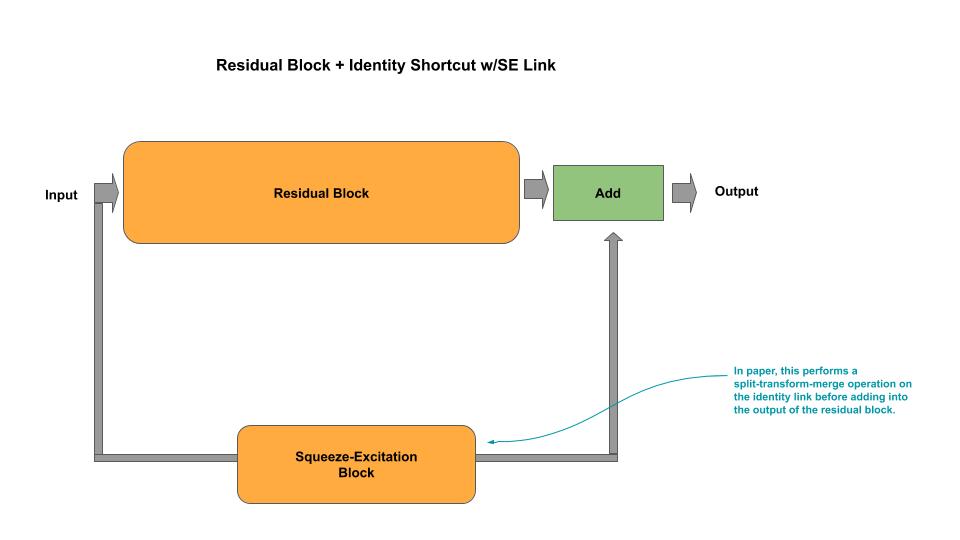 Residual Block + Identity Shortcut w/SE Link
Input
Residual Block
Add
Output
In paper, this performs a
split-transform-merge operation on
the identity link before adding into
the output of the residual block.
Squeeze-Excitation
Block